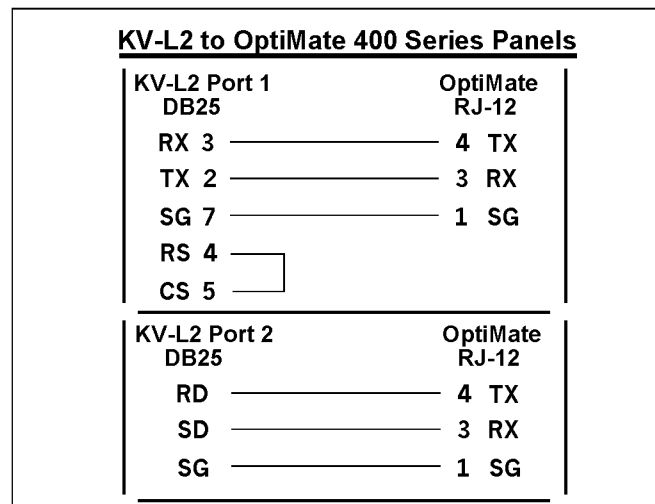 KV-L2 to OptiMate 400 Series Panels
KV-L2 Port 1 OptiMate
DB25 RJ-12
RX 3 4 TX
TX 2 3 RX
SG 7 1 SG
RS 4
CS 5
KV-L2 Port 2 OptiMate
DB25 RJ-12
RD 4 TX
SD 3 RX
SG 1 SG